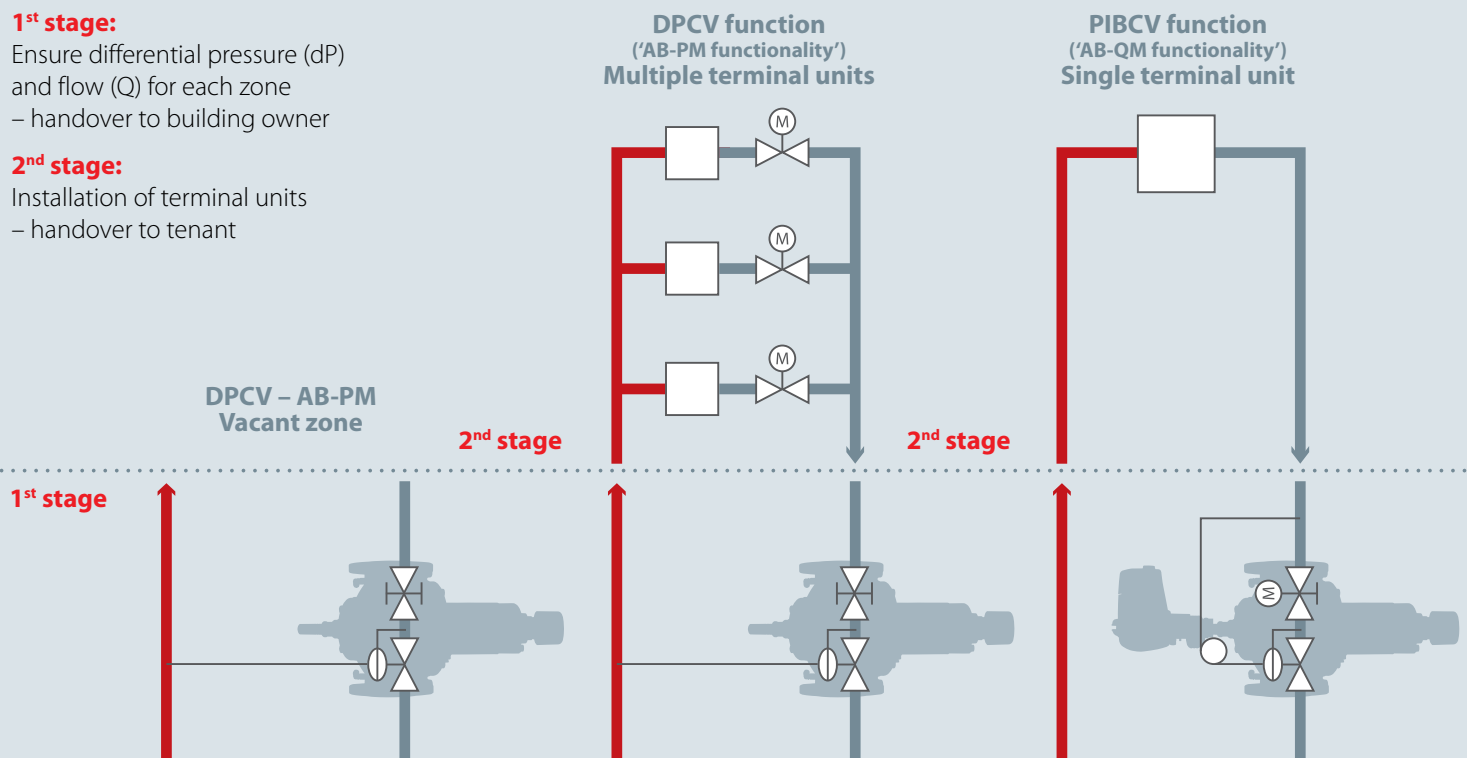 1st stage:
Ensure differential pressure (dP)
and flow (Q) for each zone
– handover to building owner
2nd stage:
Installation of terminal units
– handover to tenant
DPCV function
('AB-PM functionality')
Multiple terminal units
PIBCV function
('AB-QM functionality')
Single terminal unit
M
M
M
DPCV – AB-PM
Vacant zone
2nd stage
2nd stage
1st stage
M